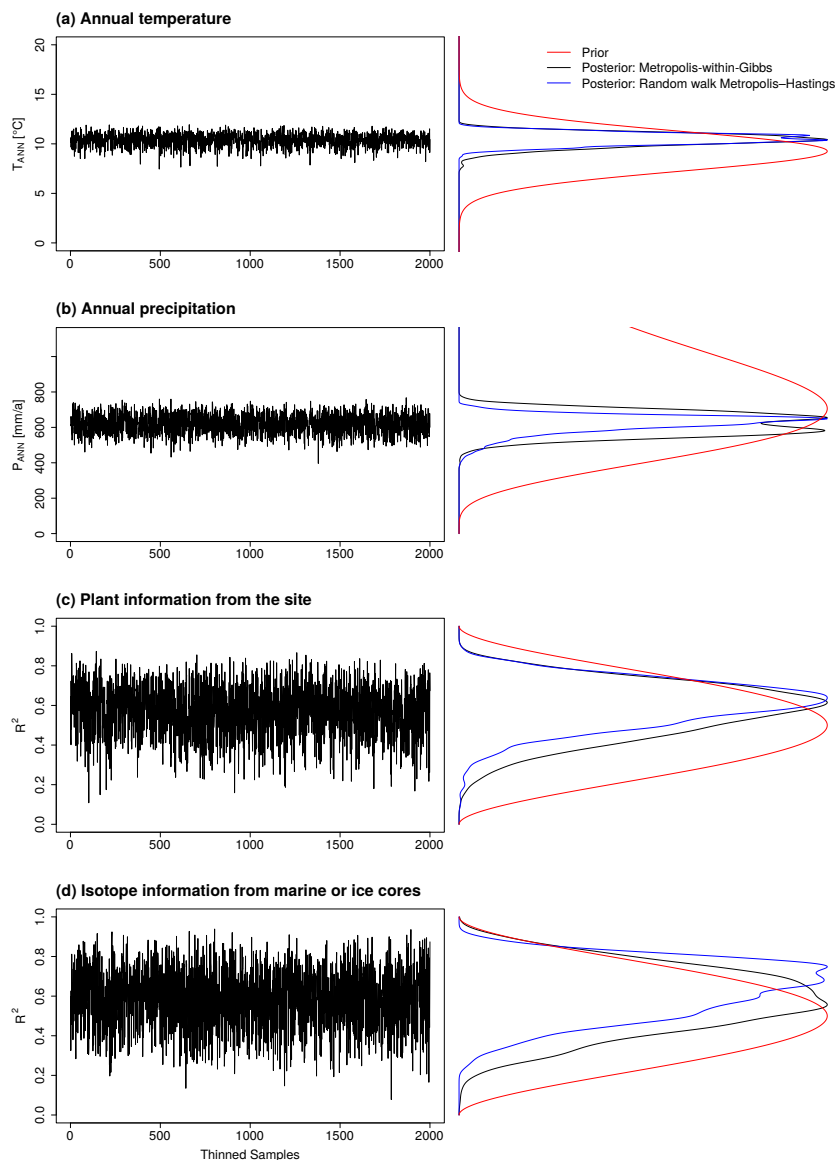 (a) Annual temperature
20
15
10
5
0
T_ANN [°C]
0 500 1000 1500 2000
Prior
Posterior: Metropolis-within-Gibbs
Posterior: Random walk Metropolis–Hastings
(b) Annual precipitation
800
600
400
200
0
P_ANN [mm/a]
0 500 1000 1500 2000
(c) Plant information from the site
1.0
0.8
0.6
0.4
0.2
0.0
R²
0 500 1000 1500 2000
(d) Isotope information from marine or ice cores
1.0
0.8
0.6
0.4
0.2
0.0
R²
0 500 1000 1500 2000
Thinned Samples